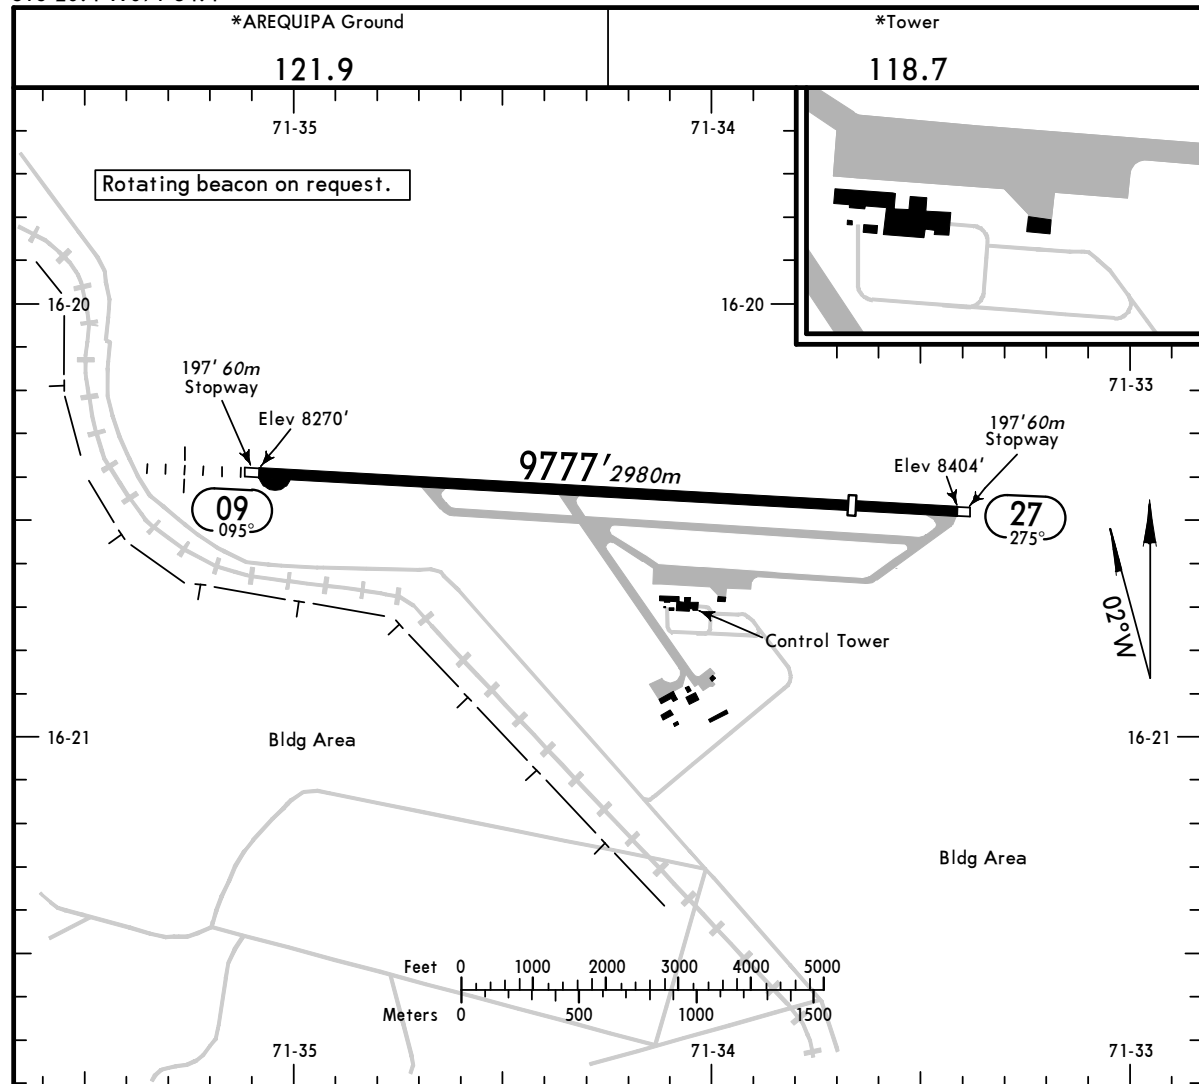 *AREQUIPA Ground
*Tower
121.9
118.7
71-35
71-34
Rotating beacon on request.
16-20
16-20
71-33
197' 60m
Stopway
Elev 8270'
9777' 2980m
197' 60m
Stopway
Elev 8404'
09
095°
27
275°
02°W
Control Tower
16-21
Bldg Area
16-21
Bldg Area
Feet 0 1000 2000 3000 4000 5000
Meters 0 500 1000 1500
71-35
71-34
71-33